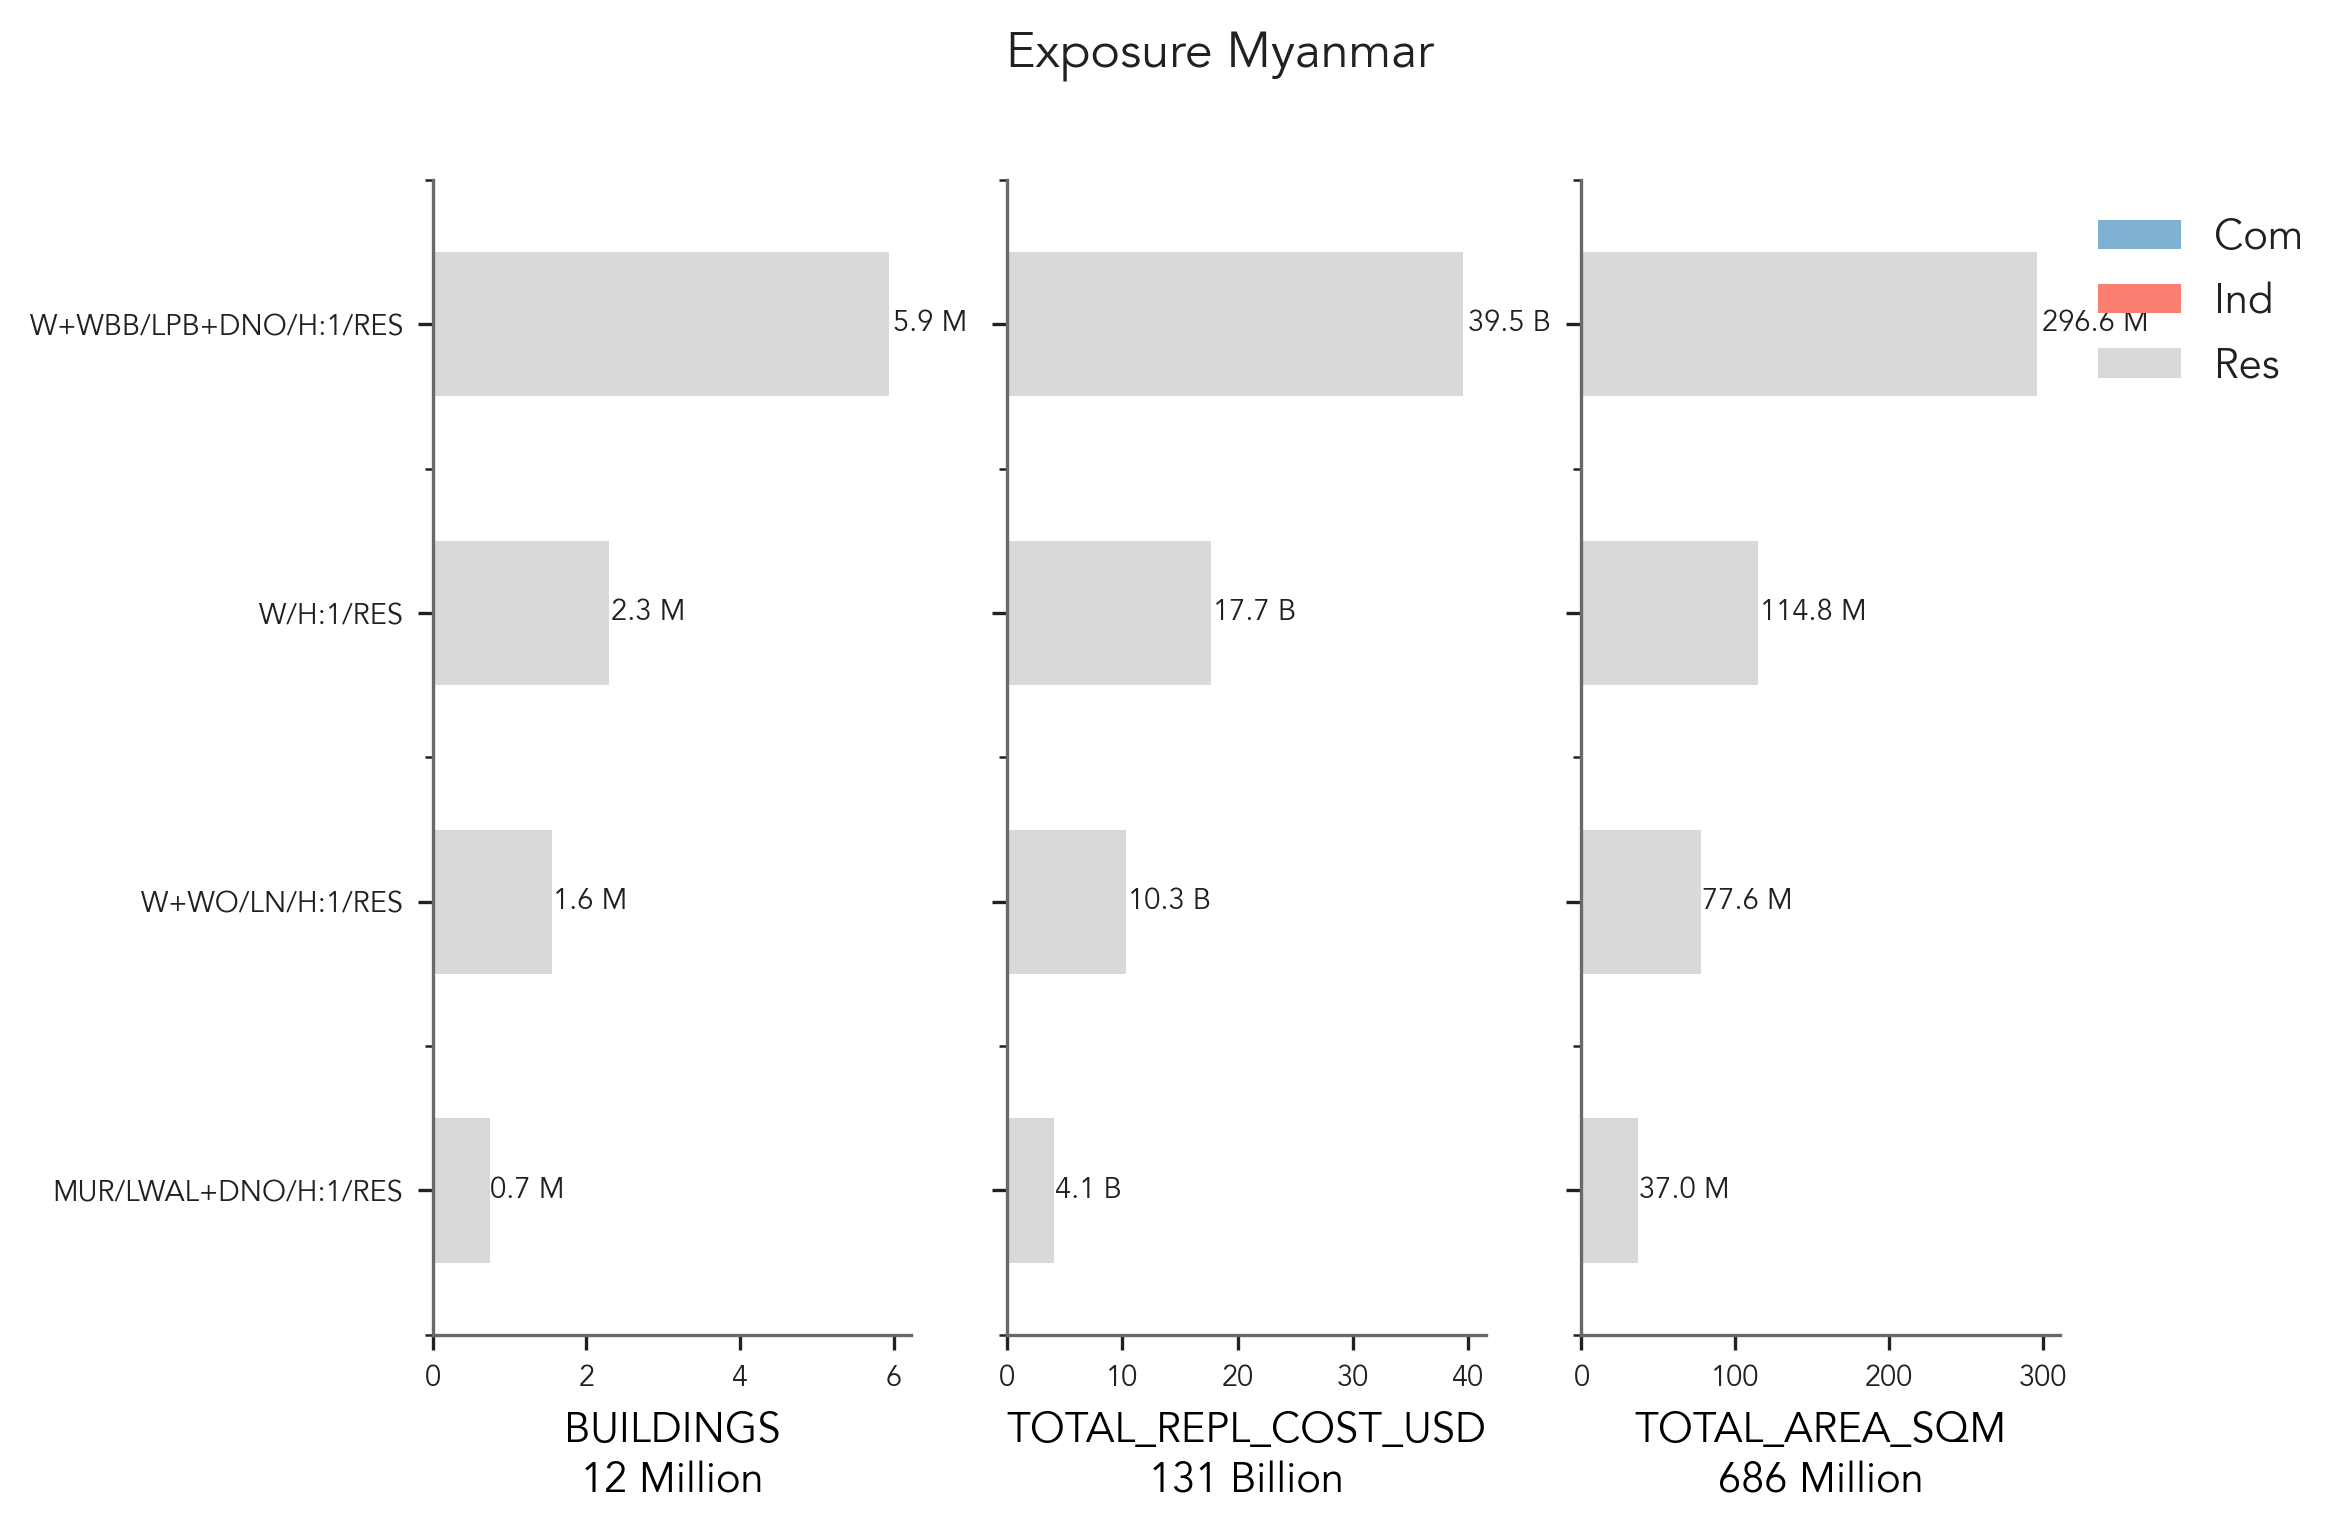 Exposure Myanmar
W+WBB/LPB+DNO/H:1/RES
5.9 M
39.5 B
296.6 M
Com
Ind
Res
W/H:1/RES
2.3 M
17.7 B
114.8 M
W+WO/LN/H:1/RES
1.6 M
10.3 B
77.6 M
MUR/LWAL+DNO/H:1/RES
0.7 M
4.1 B
37.0 M
0 2 4 6
0 10 20 30 40
0 100 200 300
BUILDINGS
12 Million
TOTAL_REPL_COST_USD
131 Billion
TOTAL_AREA_SQM
686 Million